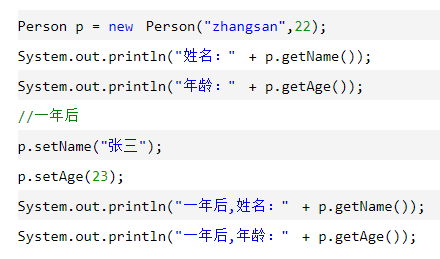 Person p = new Person("zhangsan",22);
System.out.println("姓名：" + p.getName());
System.out.println("年龄：" + p.getAge());
//一年后
p.setName("张三");
p.setAge(23);
System.out.println("一年后,姓名：" + p.getName());
System.out.println("一年后,年龄：" + p.getAge());